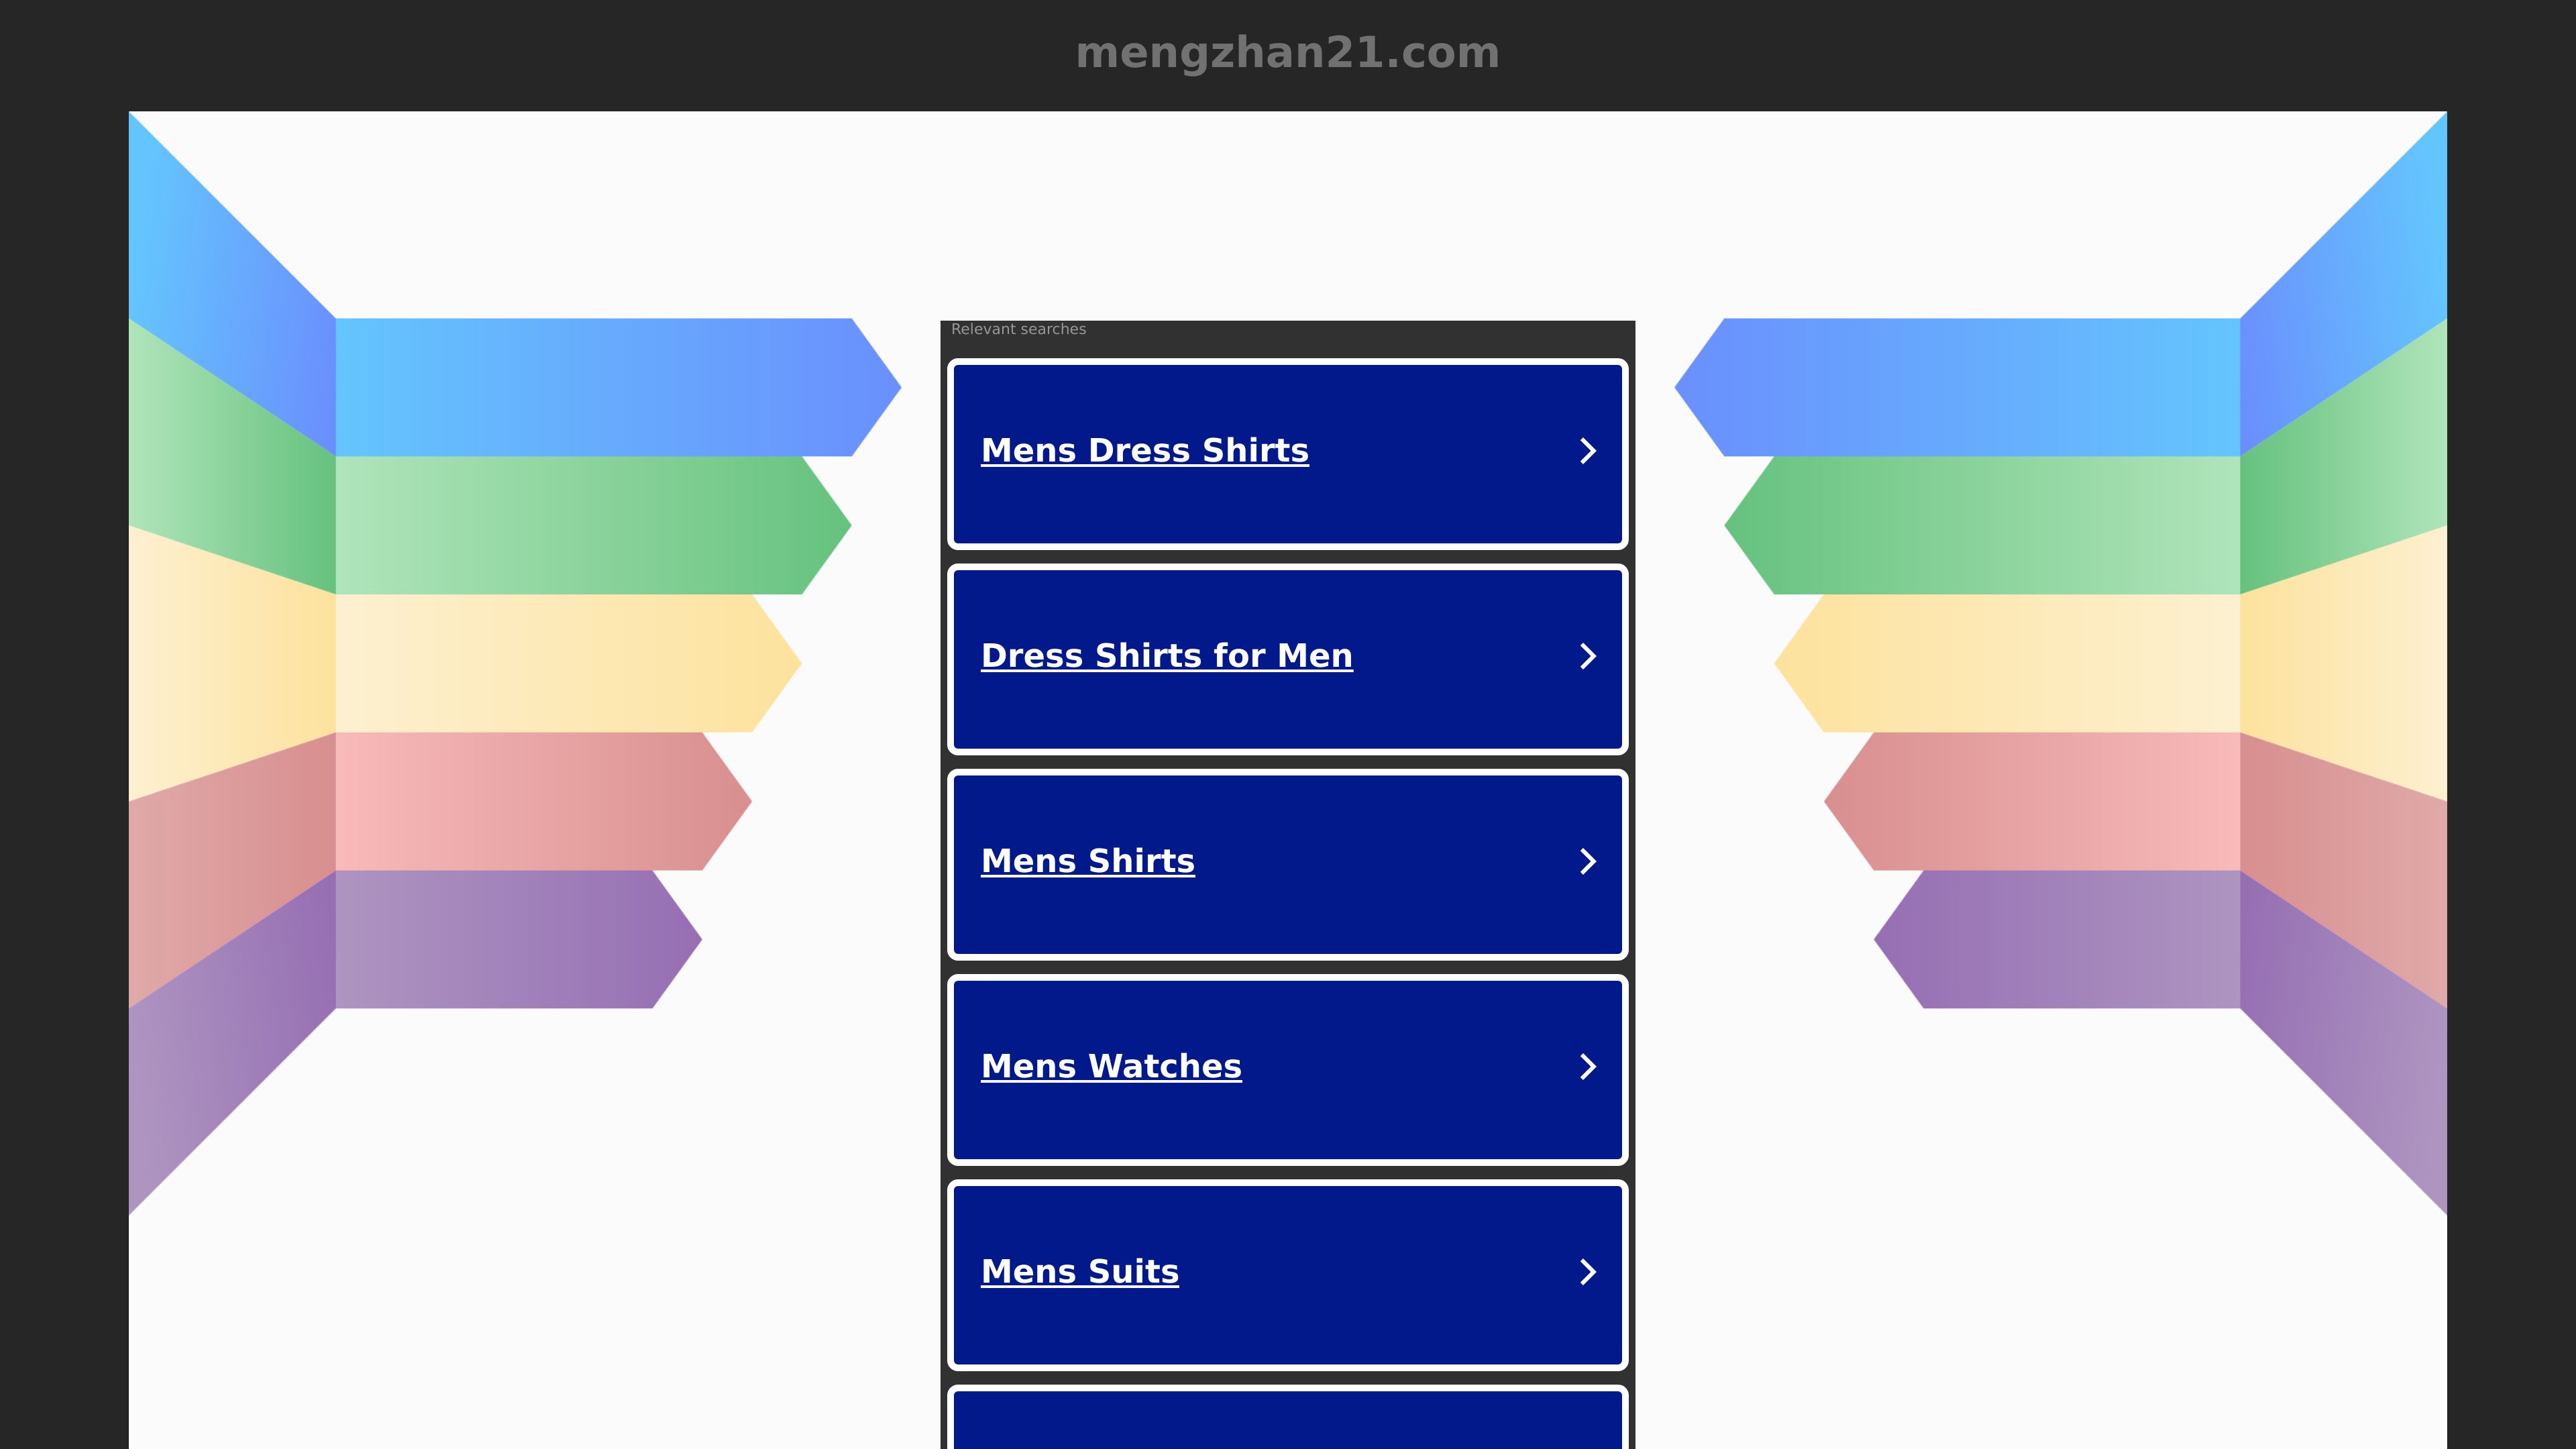 mengzhan21.com
Relevant searches
Mens Dress Shirts
Dress Shirts for Men
Mens Shirts
Mens Watches
Mens Suits